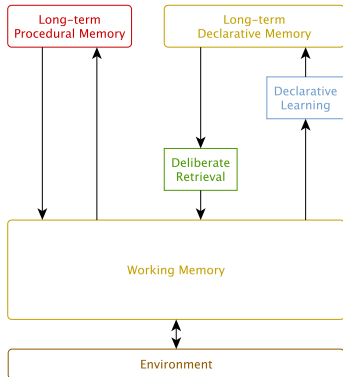 Long-term
Procedural Memory
Long-term
Declarative Memory
Declarative
Learning
Deliberate
Retrieval
Working Memory
Environment